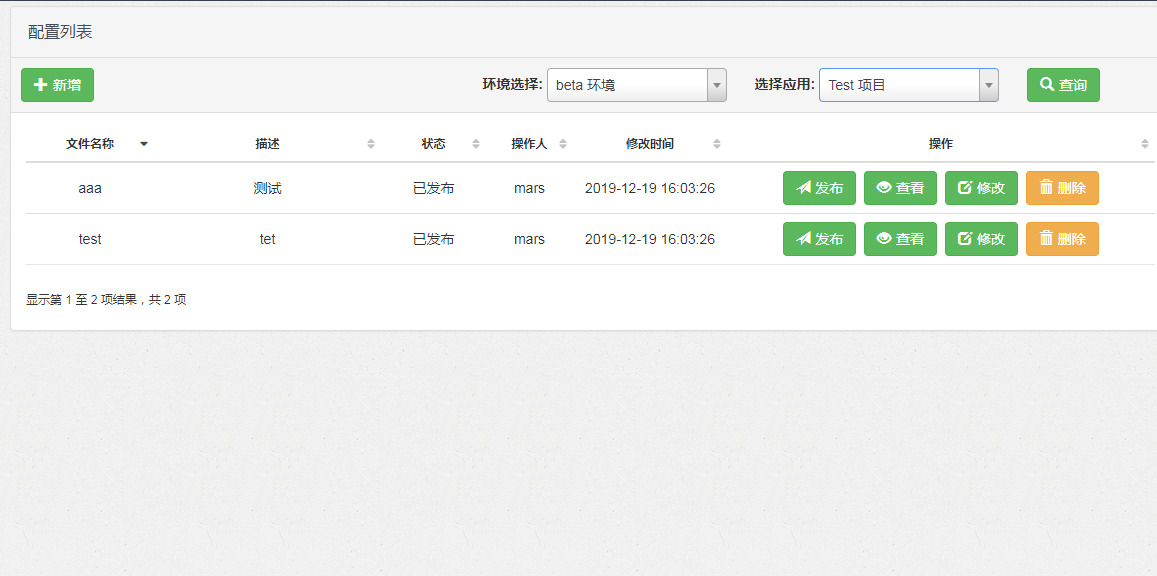 配置列表
新增 环境选择: beta 环境 选择应用: Test 项目 查询
文件名称 描述 状态 操作人 修改时间 操作
aaa 测试 已发布 mars 2019-12-19 16:03:26 发布 查看 修改 删除
test tet 已发布 mars 2019-12-19 16:03:26 发布 查看 修改 删除
显示第 1 至 2 项结果，共 2 项